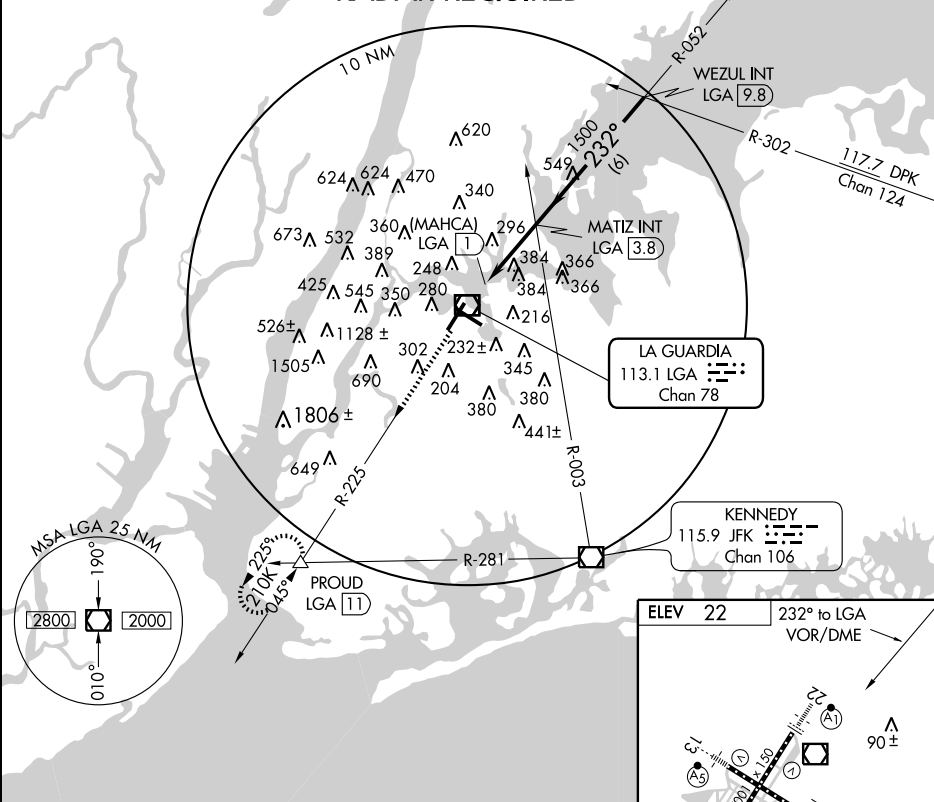 10 NM
R-052
WEZUL INT
LGA 9.8
R-302
117.7 DPK
Chan 124
1500
232°
(6)
549
620
624
624
470
340
360
(MAHCA)
LGA 1
296
MATIZ INT
LGA 3.8
673
532
389
248
384
384
366
366
425
545
350
280
216
526±
1128 ±
1505
302
232±
345
690
204
380
380
1806 ±
441±
649
LA GUARDIA
113.1 LGA
Chan 78
R-225
R-003
KENNEDY
115.9 JFK
Chan 106
R-281
225°
210K
045°
PROUD
LGA 11
MSA LGA 25 NM
190°
2800
2000
010°
ELEV 22
232° to LGA
VOR/DME
22
A1
90 ±
13
A5
V
V
001 x 150